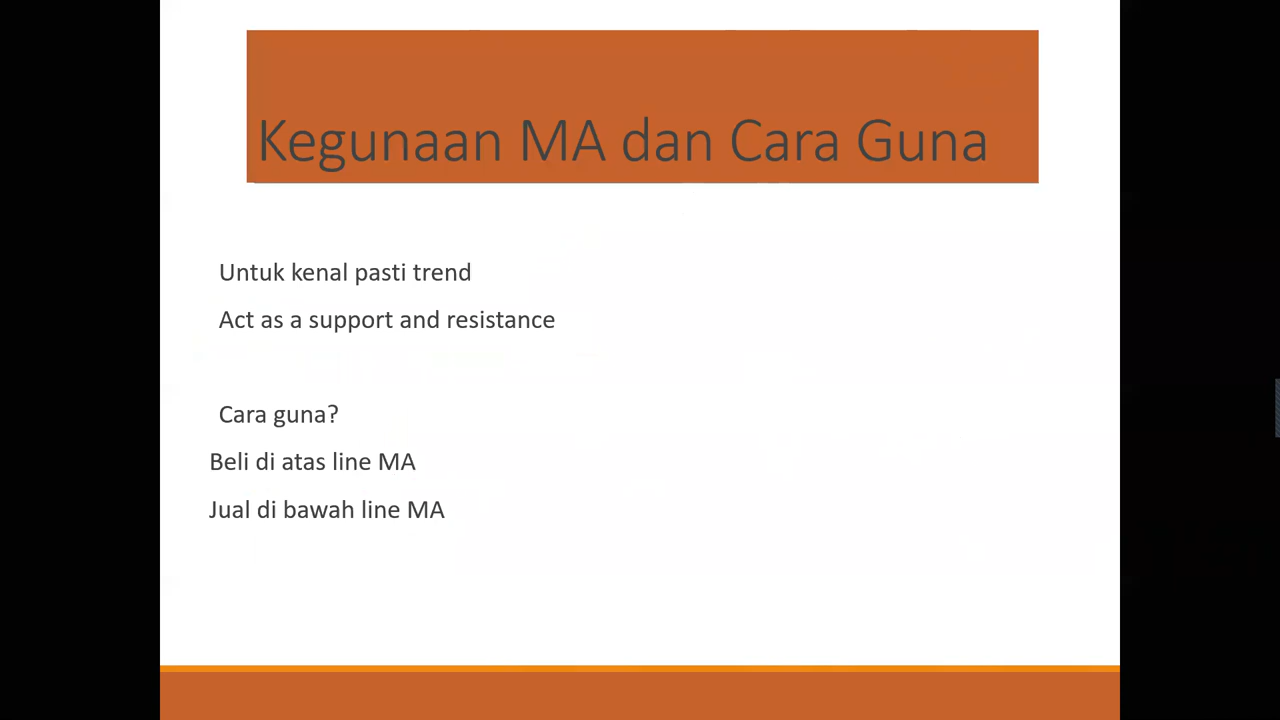 Kegunaan MA dan Cara Guna
Untuk kenal pasti trend
Act as a support and resistance
Cara guna?
Beli di atas line MA
Jual di bawah line MA